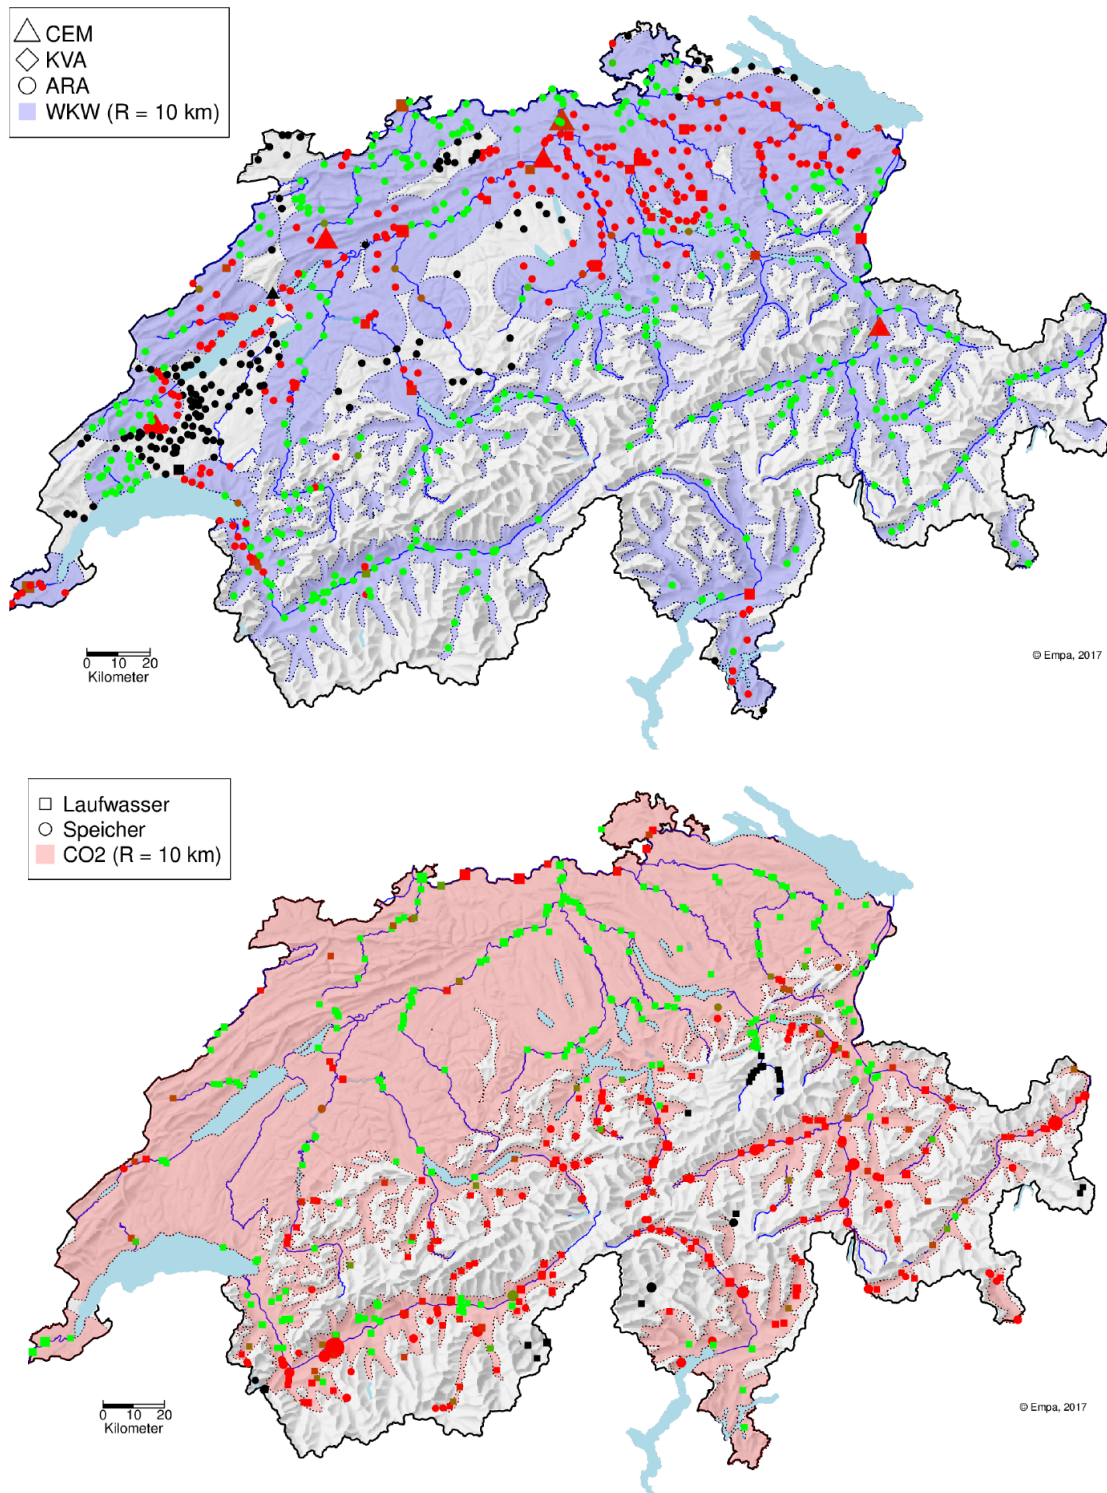 CEM
KVA
ARA
WKW (R = 10 km)
0 10 20
Kilometer
© Empa, 2017
Laufwasser
Speicher
CO2 (R = 10 km)
0 10 20
Kilometer
© Empa, 2017